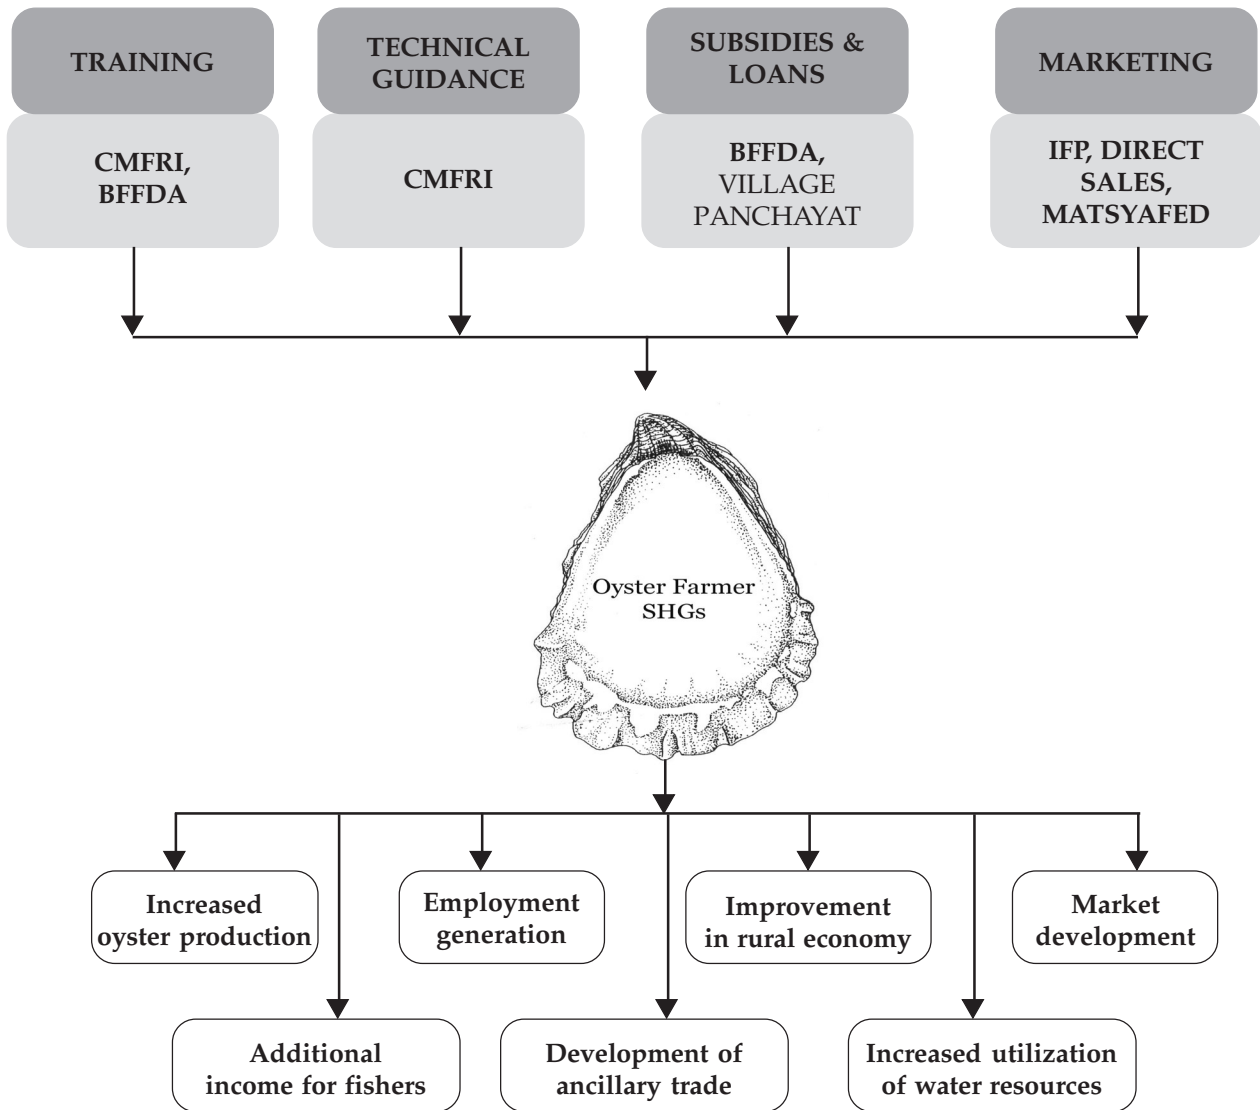 TRAINING
CMFRI,
BFFDA
TECHNICAL
GUIDANCE
CMFRI
SUBSIDIES &
LOANS
BFFDA,
VILLAGE
PANCHAYAT
MARKETING
IFP, DIRECT
SALES,
MATSYAFED
Oyster Farmer
SHGs
Increased
oyster production
Employment
generation
Improvement
in rural economy
Market
development
Additional
income for fishers
Development of
ancillary trade
Increased utilization
of water resources